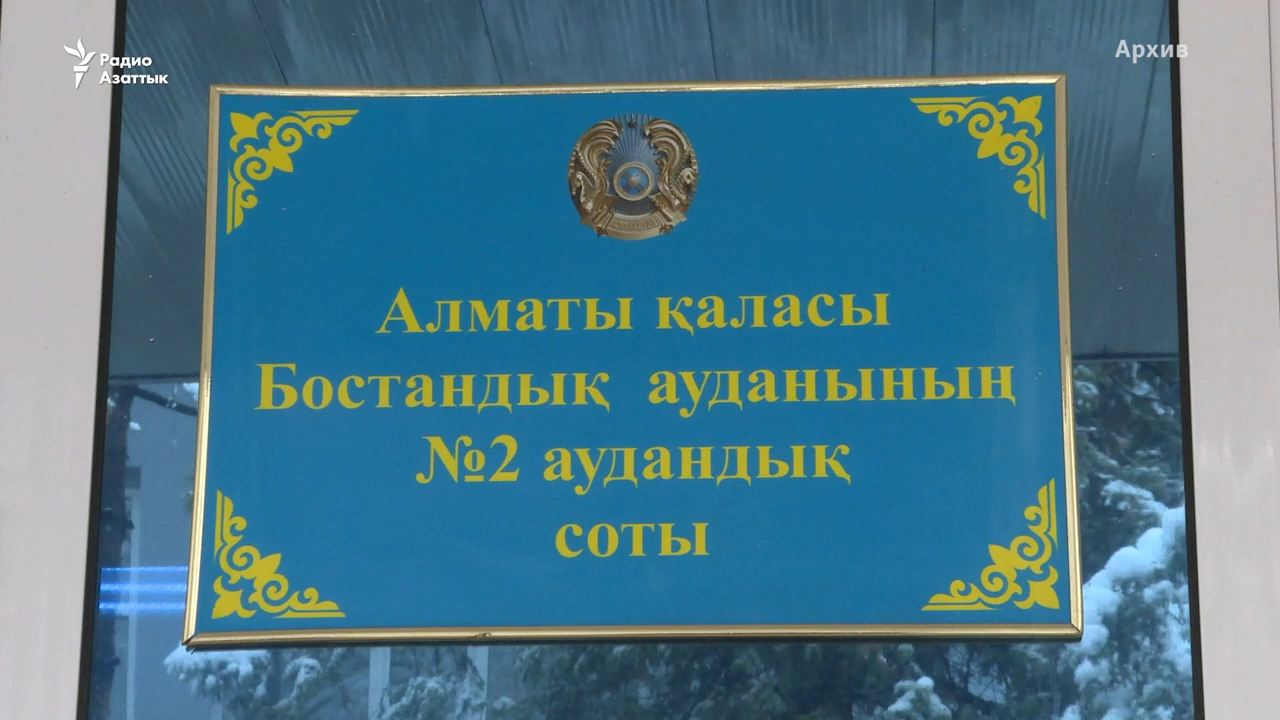 Радио
Азаттык
Архив
Алматы қаласы
Бостандық ауданының
№2 аудандық
соты